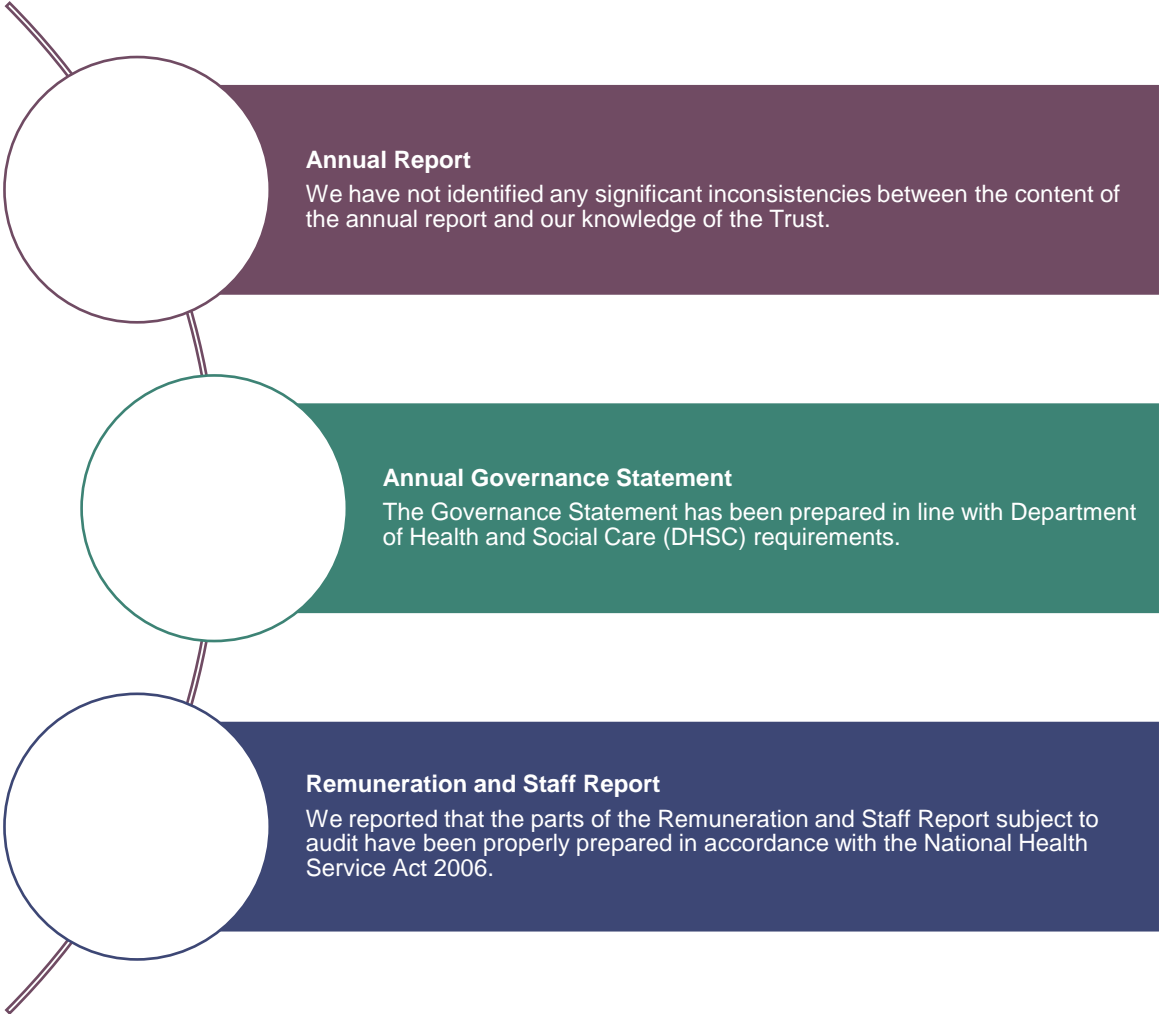 Annual Report
We have not identified any significant inconsistencies between the content of
the annual report and our knowledge of the Trust.
Annual Governance Statement
The Governance Statement has been prepared in line with Department
of Health and Social Care (DHSC) requirements.
Remuneration and Staff Report
We reported that the parts of the Remuneration and Staff Report subject to
audit have been properly prepared in accordance with the National Health
Service Act 2006.